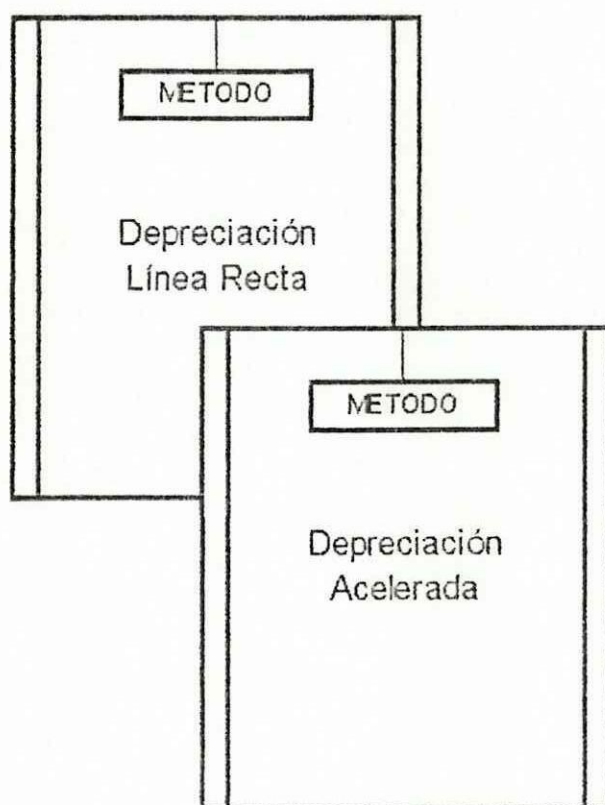 METODO
Depreciación
Línea Recta
METODO
Depreciación
Acelerada